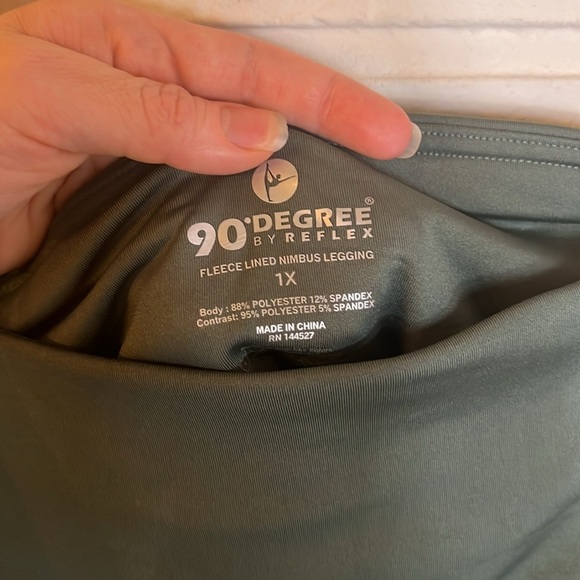 90° DEGREE®
BY REFLEX
FLEECE LINED NIMBUS LEGGING
1X
Body : 88% POLYESTER 12% SPANDEX
Contrast: 95% POLYESTER 5% SPANDEX
MADE IN CHINA
RN 144527